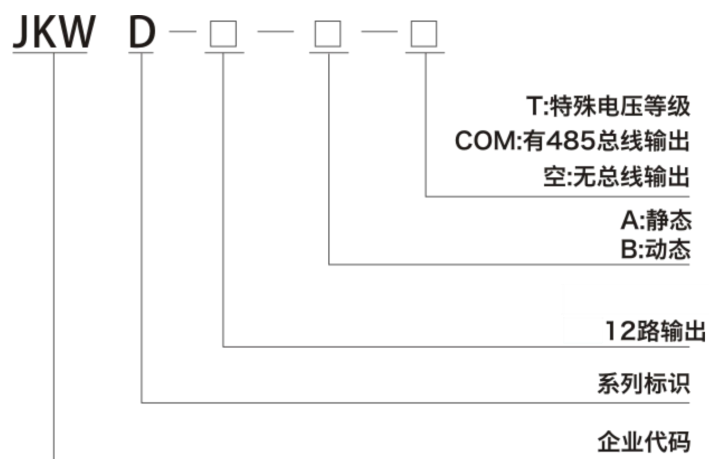 JKW D — □ — □ — □
T:特殊电压等级
COM:有485总线输出
空:无总线输出
A:静态
B:动态
12路输出
系列标识
企业代码